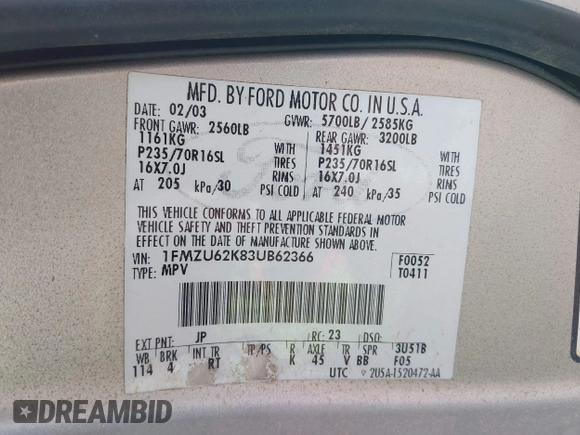 MFD. BY FORD MOTOR CO. IN U.S.A.
DATE: 02/03 GVWR: 5700LB/ 2585KG
FRONT GAWR: 2560LB REAR GAWR: 3200LB
1161KG WITH 1451KG WITH
P235/70R16SL TIRES P235/70R16SL TIRES
16X7.0J RIMS 16X7.0J RIMS
AT 205 kPa/30 PSI COLD AT 240 kPa/35 PSI COLD
THIS VEHICLE CONFORMS TO ALL APPLICABLE FEDERAL MOTOR
VEHICLE SAFETY AND THEFT PREVENTION STANDARDS IN
EFFECT ON THE DATE OF MANUFACTURE SHOWN ABOVE.
VIN: 1FMZU62K83UB62366 F0052
TYPE: MPV T0411
EXT PNT: JP RC: 23 DSO:
WB BRK INT TR TP/PS R AXLE TR SPR 3U51B
114 4 RT K 45 V BB F05
UTC 2U5A-1520472-AA
Ford
DREAMBID